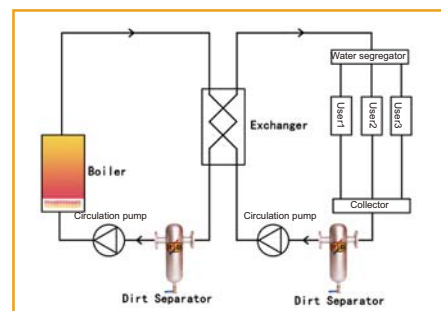 Water segregator
User1
User2
User3
Exchanger
Boiler
Collector
Circulation pump
Circulation pump
Dirt Separator
Dirt Separator